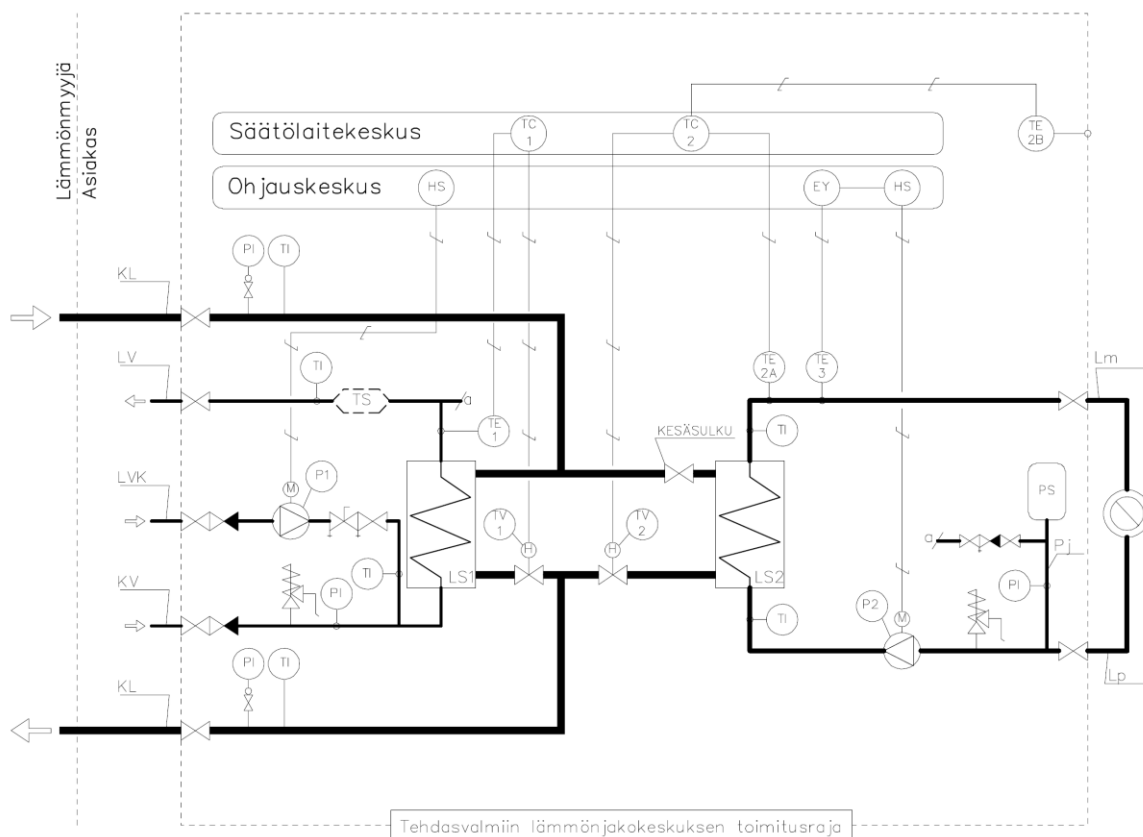 Lämmönmyyjä
Asiakas
Säätölaitekeskus
TC
1
TC
2
TE
2B
Ohjauskeskus
HS
EY
HS
PI
TI
KL
LV
TI
TS
a
TE
1
TE
2A
TE
3
Lm
KESÄSULKU
TI
LVK
M
P1
TV
1
H
TV
2
H
PS
a
Pj
TI
LS1
LS2
PI
KV
PI
P2
M
TI
Lp
KL
PI
TI
Tehdasvalmiin lämmönjakokeskuksen toimitusraja